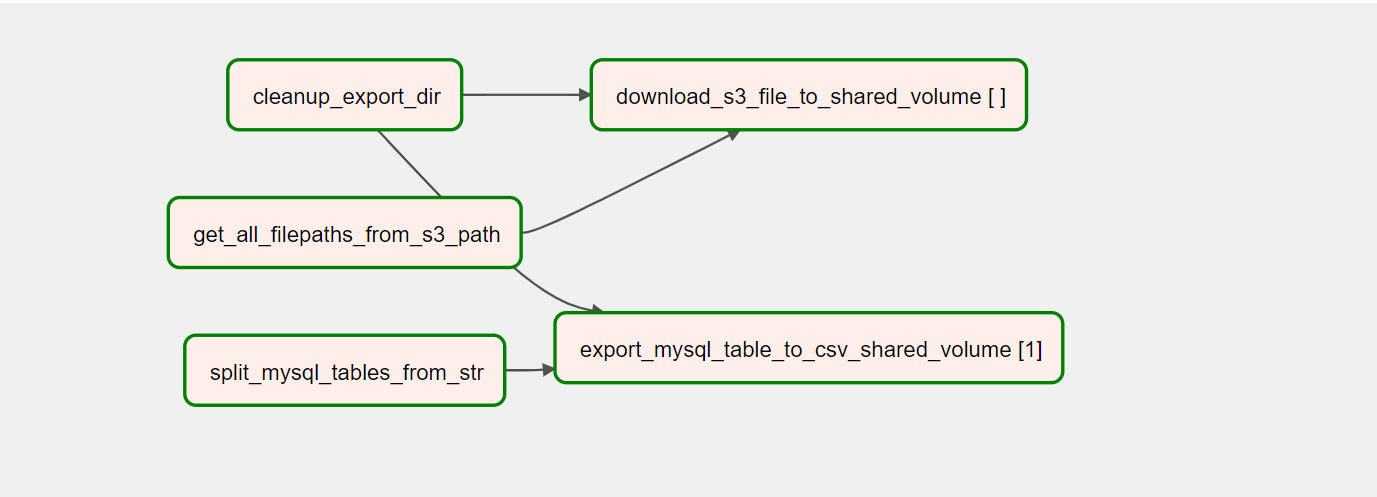 cleanup_export_dir
download_s3_file_to_shared_volume [ ]
get_all_filepaths_from_s3_path
export_mysql_table_to_csv_shared_volume [1]
split_mysql_tables_from_str